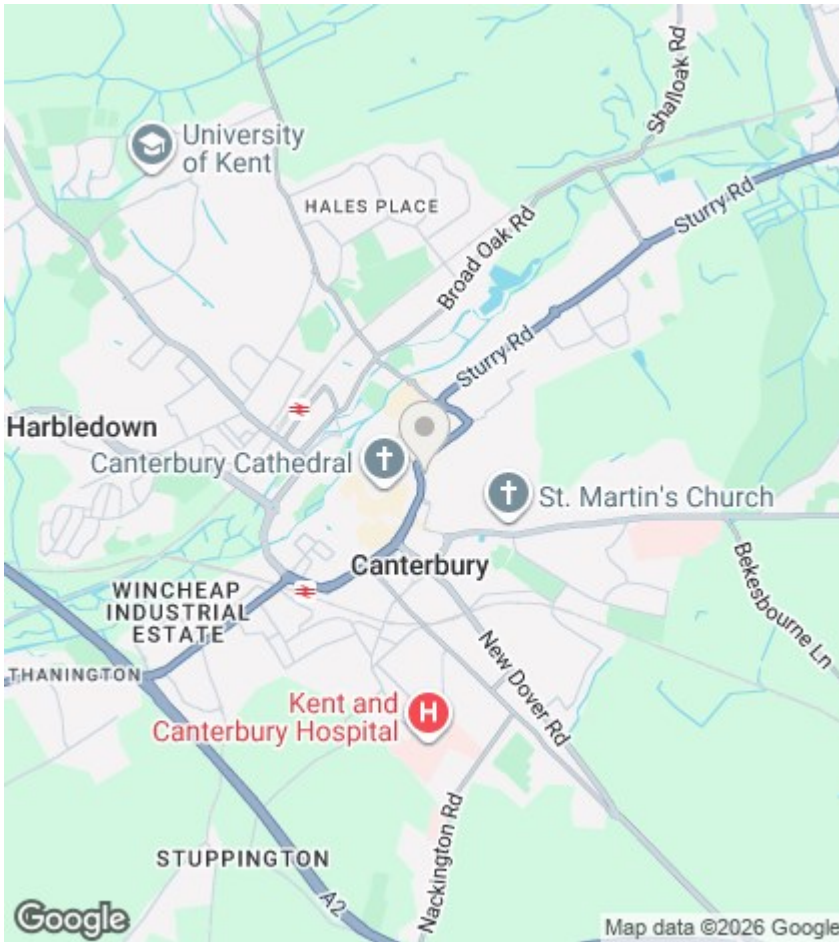 Shalloak Rd
University
of Kent
HALES PLACE
Sturry Rd
Broad Oak Rd
Sturry Rd
Harbledown
Canterbury Cathedral
St. Martin's Church
Canterbury
WINCHEAP
INDUSTRIAL
ESTATE
Bekesbourne Ln
THANINGTON
New Dover Rd
Kent and
Canterbury Hospital
H
Nackington Rd
STUPPINGTON
A2
Google
Map data ©2026 Google